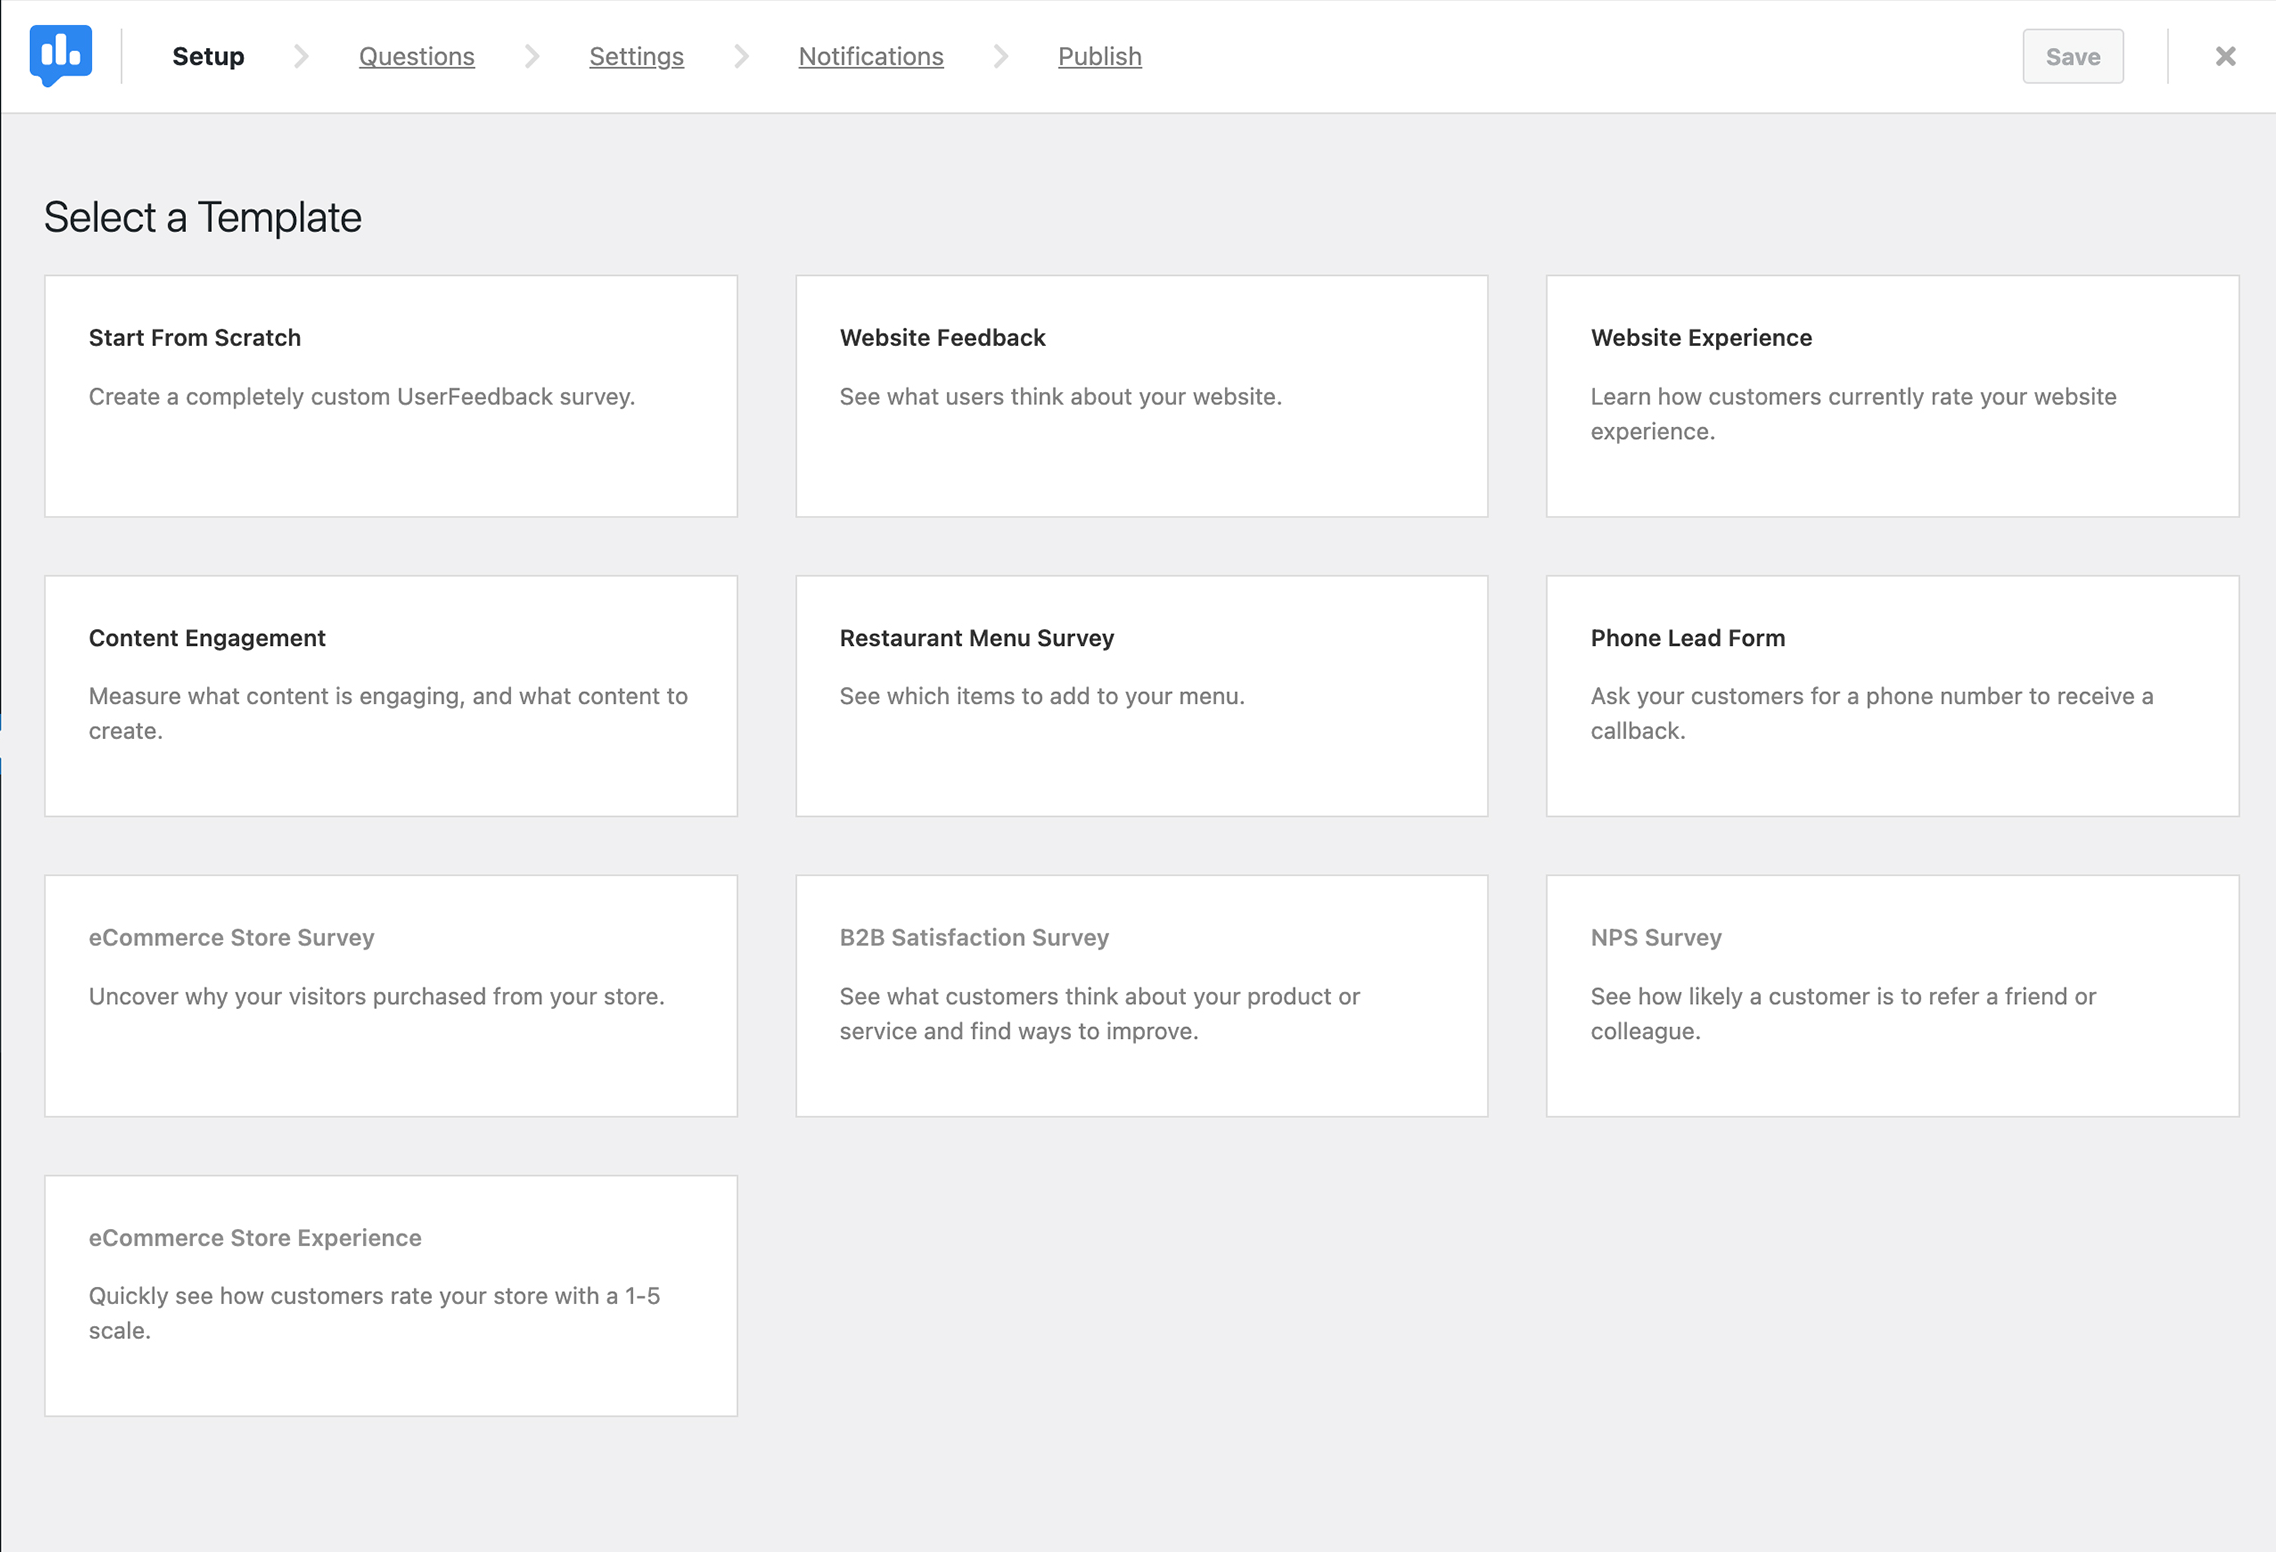 Setup
Questions
Settings
Notifications
Publish
Save
Select a Template
Start From Scratch
Create a completely custom UserFeedback survey.
Website Feedback
See what users think about your website.
Website Experience
Learn how customers currently rate your website
experience.
Content Engagement
Measure what content is engaging, and what content to
create.
Restaurant Menu Survey
See which items to add to your menu.
Phone Lead Form
Ask your customers for a phone number to receive a
callback.
eCommerce Store Survey
Uncover why your visitors purchased from your store.
B2B Satisfaction Survey
See what customers think about your product or
service and find ways to improve.
NPS Survey
See how likely a customer is to refer a friend or
colleague.
eCommerce Store Experience
Quickly see how customers rate your store with a 1-5
scale.